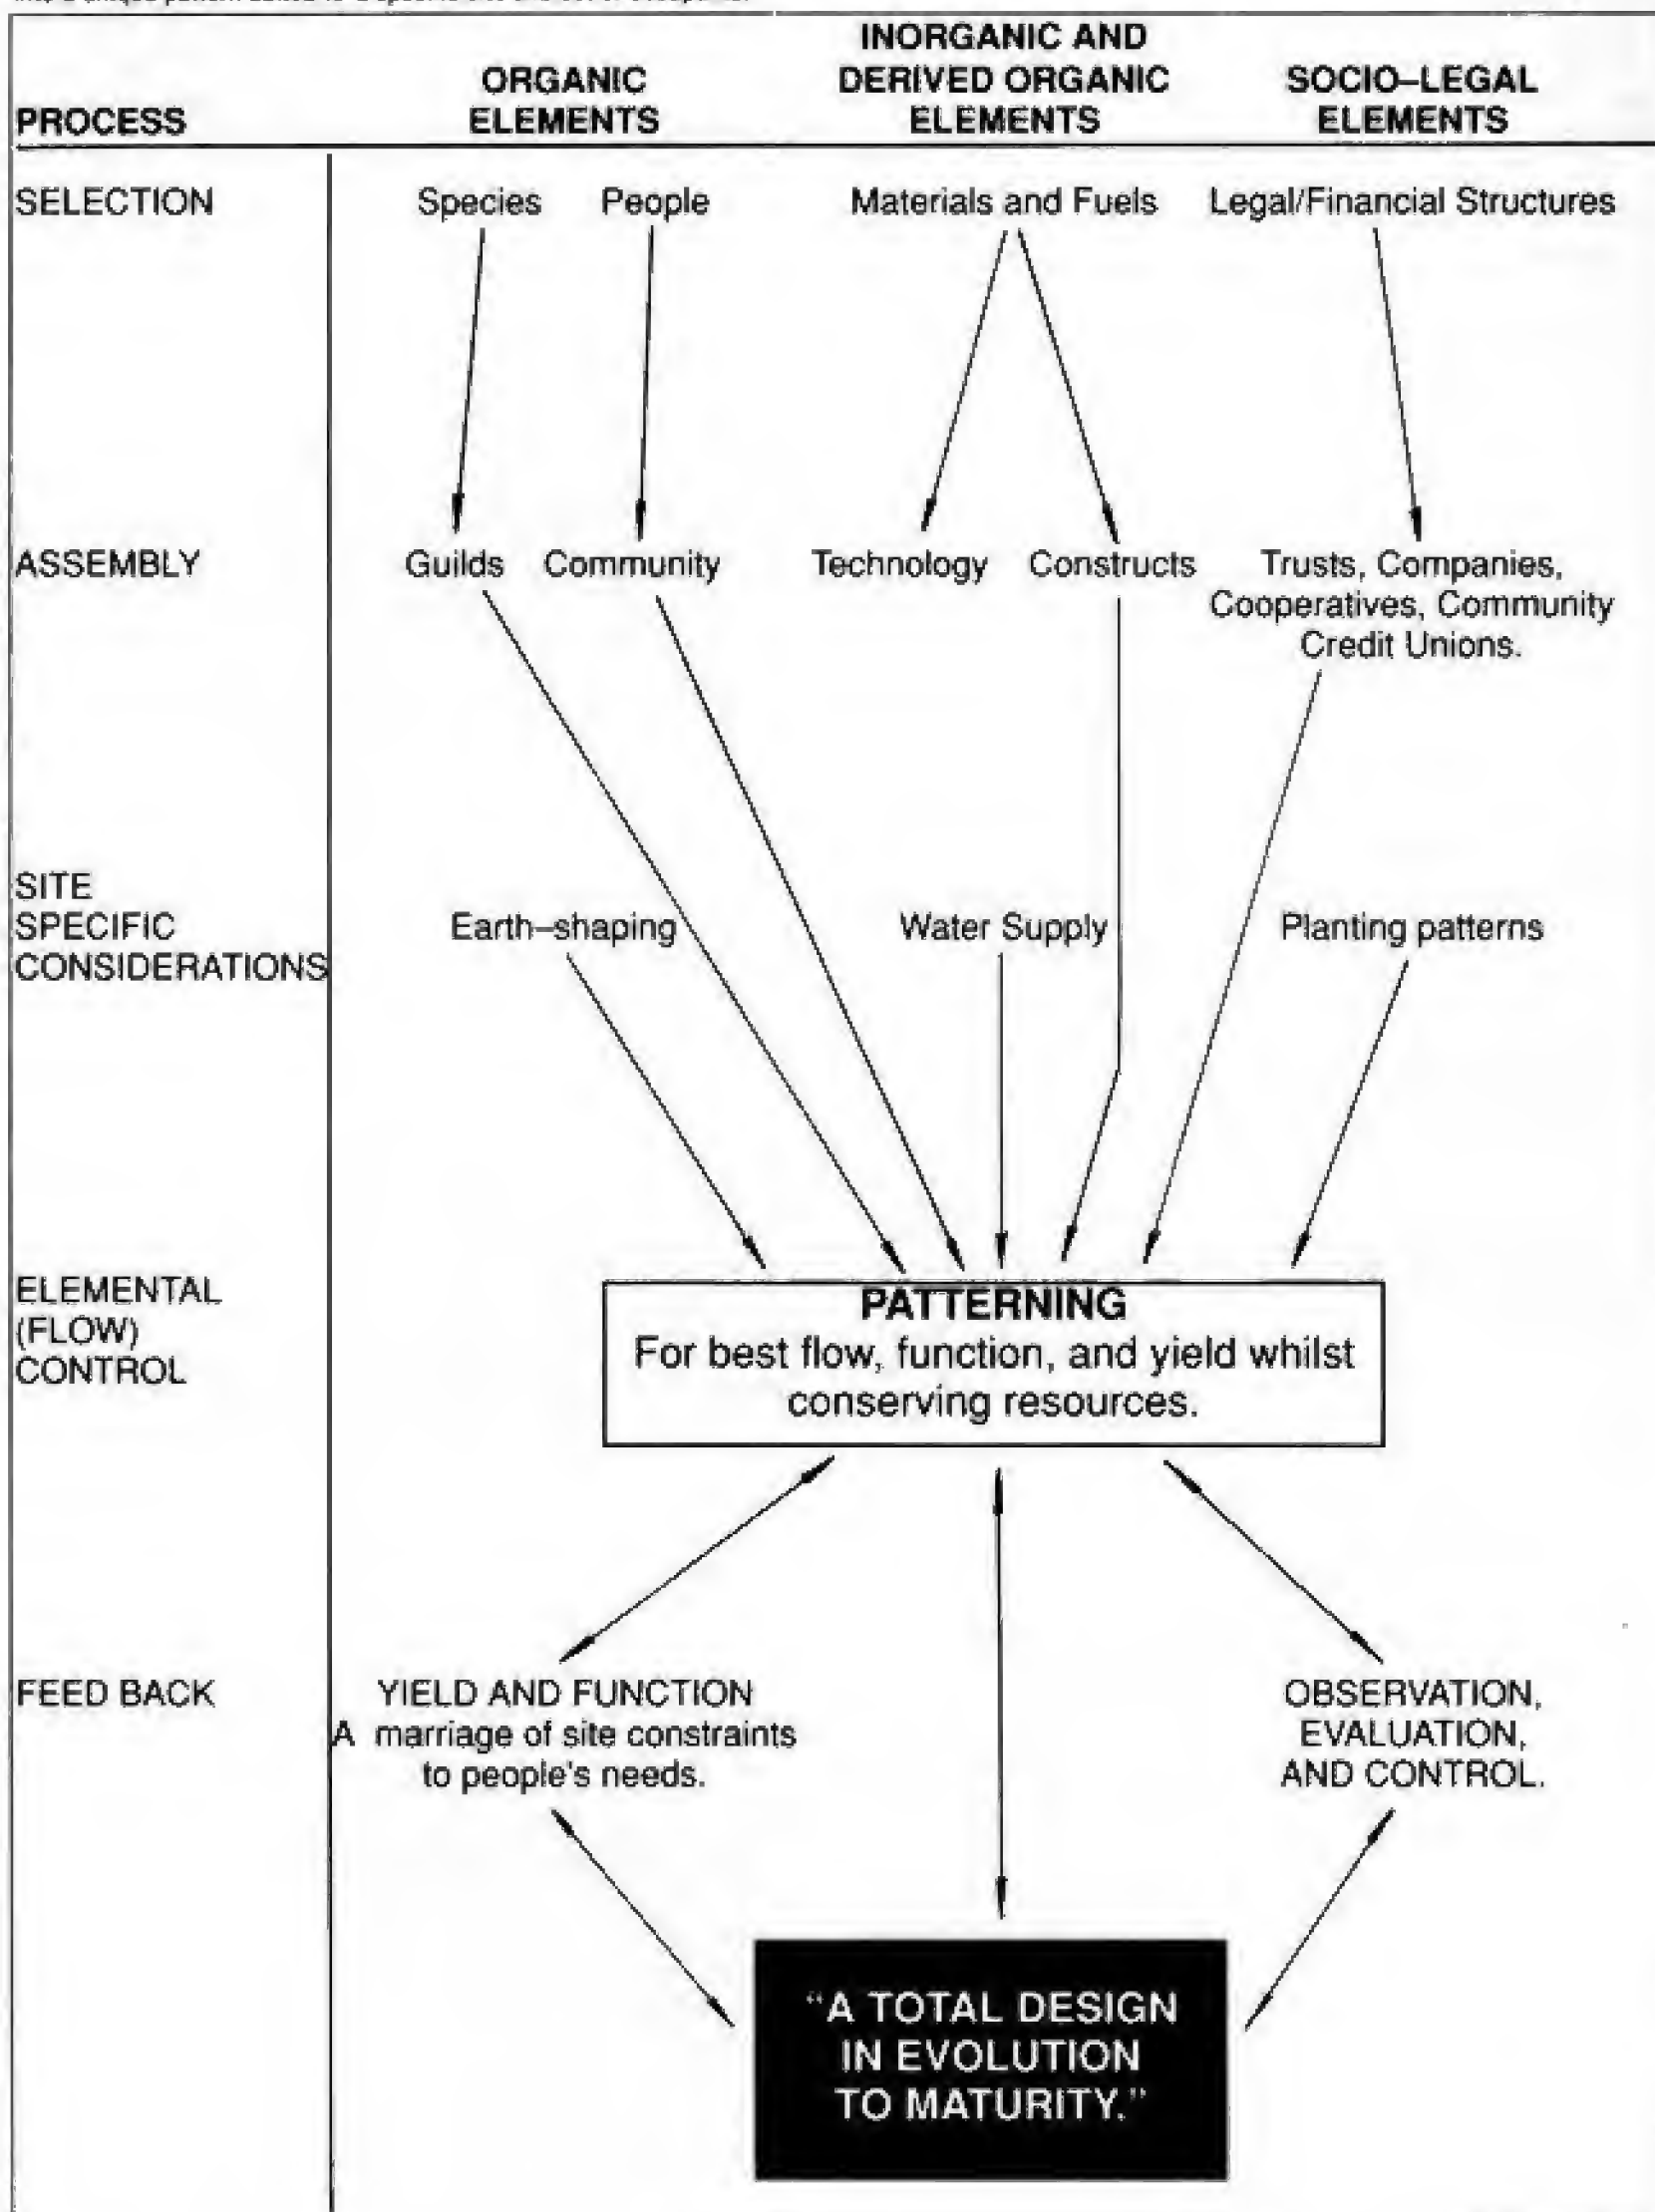 INORGANIC AND
ORGANIC DERIVED ORGANIC SOCIO–LEGAL
PROCESS ELEMENTS ELEMENTS ELEMENTS
SELECTION Species People Materials and Fuels Legal/Financial Structures
ASSEMBLY Guilds Community Technology Constructs Trusts, Companies,
Cooperatives, Community
Credit Unions.
SITE
SPECIFIC Earth–shaping Water Supply Planting patterns
CONSIDERATIONS
ELEMENTAL PATTERNING
(FLOW) For best flow, function, and yield whilst
CONTROL conserving resources.
FEED BACK YIELD AND FUNCTION OBSERVATION,
A marriage of site constraints EVALUATION,
to people's needs. AND CONTROL.
"A TOTAL DESIGN
IN EVOLUTION
TO MATURITY."